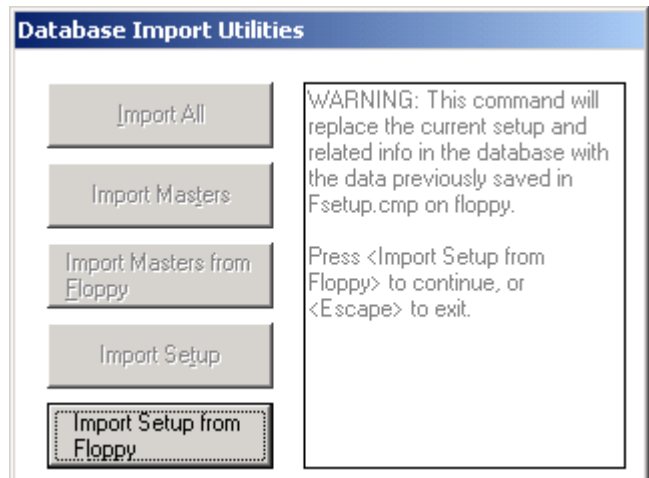 Database Import Utilities
Import All
Import Masters
Import Masters from
Floppy
Import Setup
Import Setup from
Floppy
WARNING: This command will
replace the current setup and
related info in the database with
the data previously saved in
Fsetup.cmp on floppy.
Press <Import Setup from
Floppy> to continue, or
<Escape> to exit.